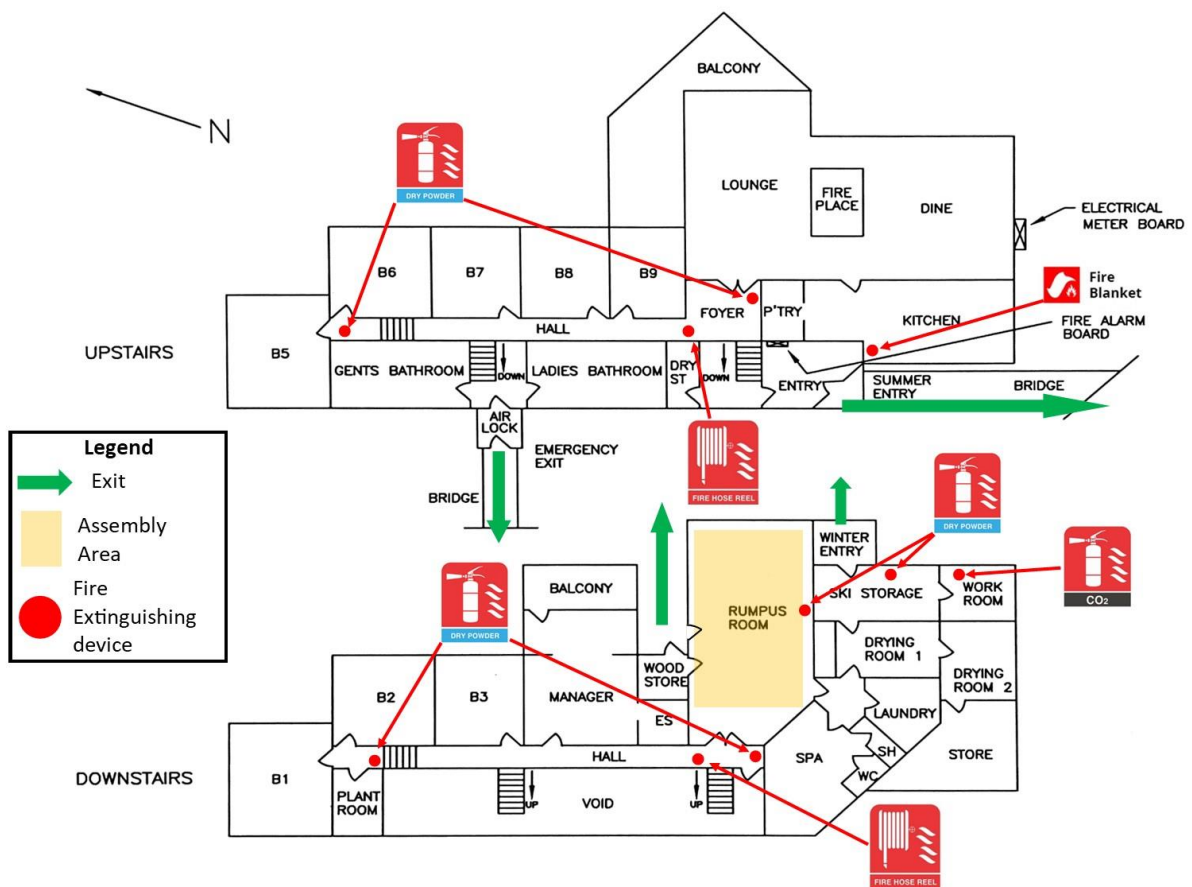 BALCONY
N
DRY POWDER
LOUNGE
FIRE
PLACE
DINE
ELECTRICAL
METER BOARD
B6
B7
B8
B9
Fire
Blanket
FOYER
P'TRY
KITCHEN
FIRE ALARM
BOARD
HALL
UPSTAIRS
B5
GENTS BATHROOM
DOWN
LADIES BATHROOM
DRY
ST
DOWN
ENTRY
SUMMER
ENTRY
BRIDGE
AIR
LOCK
EMERGENCY
EXIT
BRIDGE
FIRE HOSE REEL
Legend
Exit
Assembly
Area
Fire
Extinguishing
device
DRY POWDER
WINTER
ENTRY
DRY POWDER
CO2
BALCONY
RUMPUS
ROOM
SKI STORAGE
WORK
ROOM
DRYING
ROOM 1
DRYING
ROOM 2
WOOD
STORE
B2
B3
MANAGER
ES
LAUNDRY
SH
WC
SPA
STORE
HALL
DOWNSTAIRS
B1
PLANT
ROOM
UP
VOID
UP
FIRE HOSE REEL